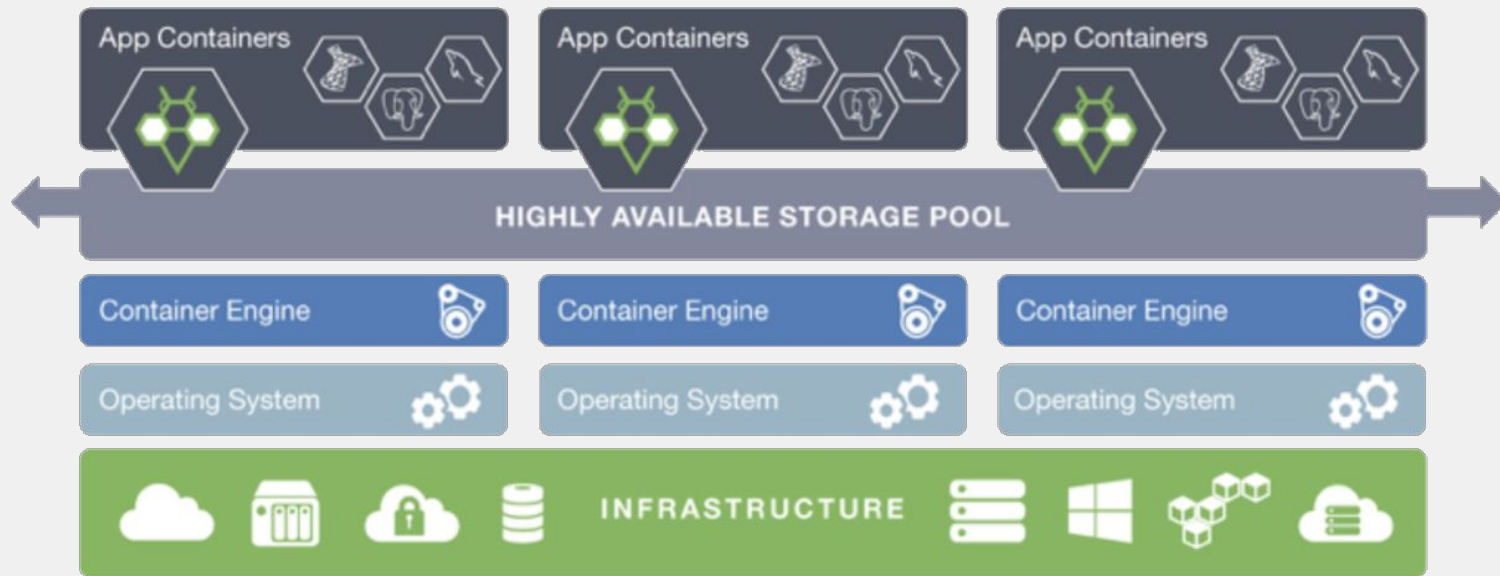 App Containers
App Containers
App Containers
HIGHLY AVAILABLE STORAGE POOL
Container Engine
Container Engine
Container Engine
Operating System
Operating System
Operating System
INFRASTRUCTURE